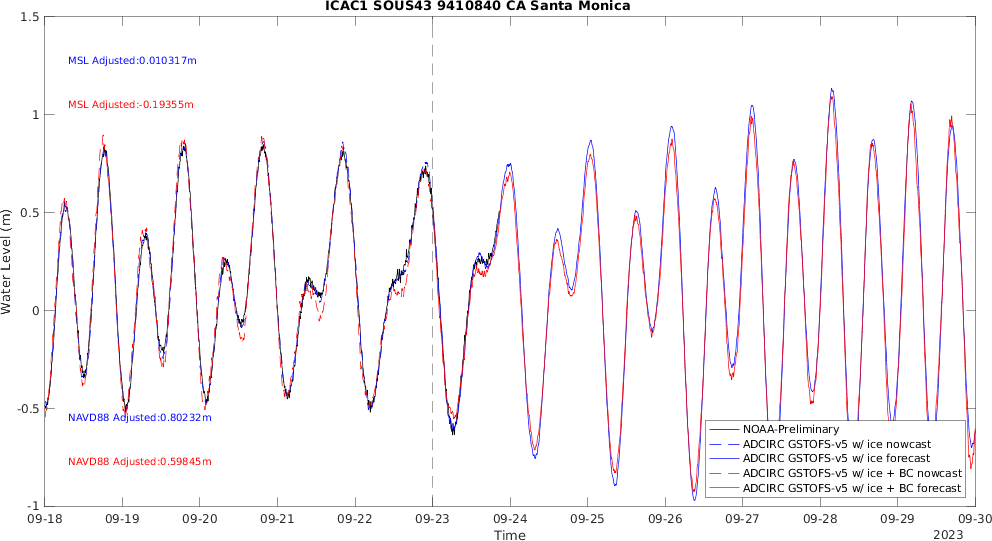 ICAC1 SOUS43 9410840 CA Santa Monica
1.5
1
0.5
0
-0.5
-1
Water Level (m)
MSL Adjusted:0.010317m
MSL Adjusted:-0.19355m
NAVD88 Adjusted:0.80232m
NAVD88 Adjusted:0.59845m
NOAA-Preliminary
ADCIRC GSTOFS-v5 w/ ice nowcast
ADCIRC GSTOFS-v5 w/ ice forecast
ADCIRC GSTOFS-v5 w/ ice + BC nowcast
ADCIRC GSTOFS-v5 w/ ice + BC forecast
09-18 09-19 09-20 09-21 09-22 09-23 09-24 09-25 09-26 09-27 09-28 09-29 09-30
Time
2023